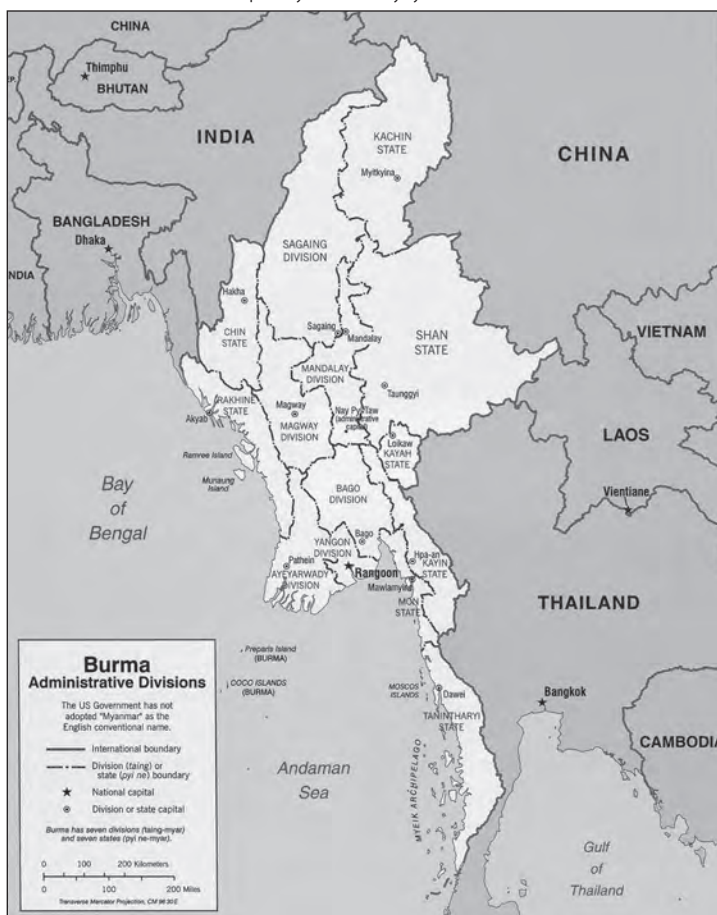 CHINA
Thimphu
BHUTAN
INDIA
KACHIN
STATE
Myitkyina
CHINA
BANGLADESH
Dhaka
INDIA
SAGAING
DIVISION
Hakha
CHIN
STATE
Sagaing
Mandalay
SHAN
STATE
VIETNAM
MANDALAY
DIVISION
Taunggyi
RAKHINE
STATE
Akyab
Magway
MAGWAY
DIVISION
Nay Pyi Taw
(administrative
capital)
Loikaw
KAYAH
STATE
LAOS
Ramree Island
Munaung
Island
Vientiane
Bay
of
Bengal
BAGO
DIVISION
YANGON
DIVISION
Bago
Pathein
AYEYARWADY
DIVISION
Rangoon
Hpa-an
KAYIN
STATE
Mawlamyine
MON
STATE
THAILAND
Preparis Island
(BURMA)
COCO ISLANDS
(BURMA)
MOSCOS
ISLANDS
Dawei
TANINTHARYI
STATE
Bangkok
CAMBODIA
Andaman
Sea
MYEIK ARCHIPELAGO
Gulf
of
Thailand
Burma
Administrative Divisions
The US Government has not
adopted "Myanmar" as the
English conventional name.
International boundary
Division (taing) or
state (pyi ne) boundary
National capital
Division or state capital
Burma has seven divisions (taing-myar)
and seven states (pyi ne-myar).
0 100 200 Kilometers
0 100 200 Miles
Transverse Mercator Projection, CM 96 30 E